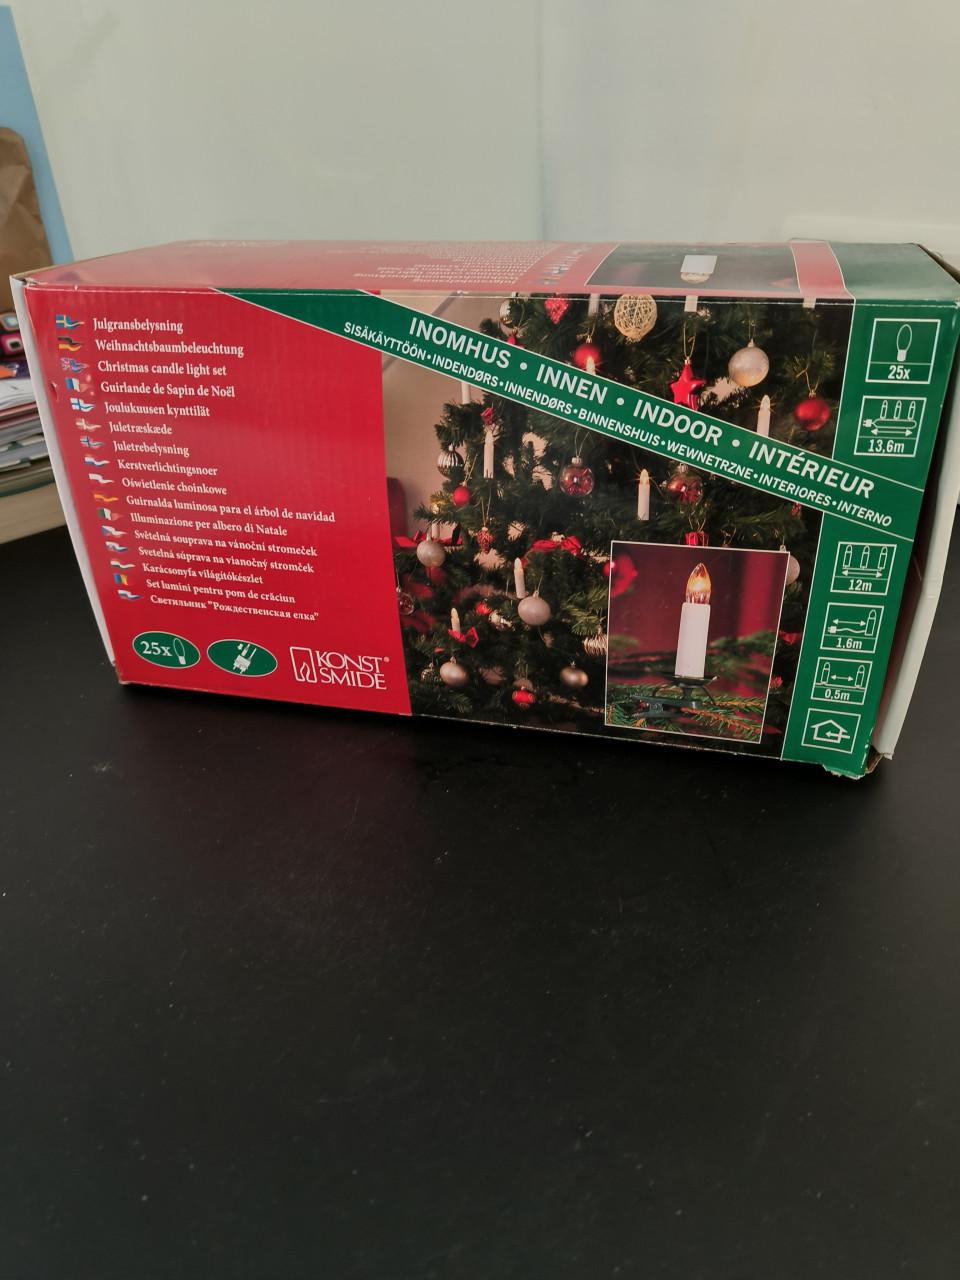 INOMHUS • INNEN • INDOOR • INTÉRIEUR
SISÄKÄYTTÖÖN • INDENDØRS • INNENDØRS • BINNENSHUIS • WEWNETRZNE • INTERIORES • INTERNO
Julgransbelysning
Weihnachtsbaumbeleuchtung
Christmas candle light set
Guirlande de Sapin de Noël
Joulukuusen kynttilät
Juletræskæde
Juletrebelysning
Kerstverlichtingsnoer
Oświetlenie choinkowe
Guirnalda luminosa para el árbol de navidad
Illuminazione per albero di Natale
Světelná souprava na vánoční stromeček
Svetelná súprava na vianočný stromček
Karácsonyfa világítókészlet
Set lumini pentru pom de crăciun
Светильник "Рождественская елка"
25x
KONST
SMIDE®
25x
13,6m
12m
1,6m
0,5m